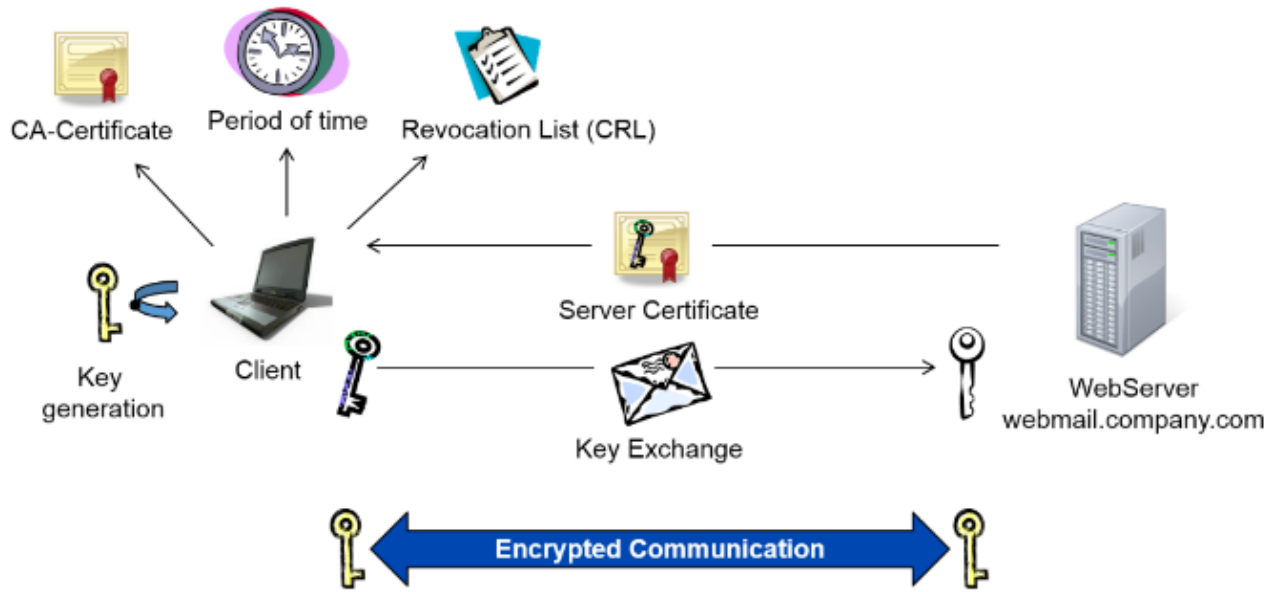 CA-Certificate
Period of time
Revocation List (CRL)
Server Certificate
Key
generation
Client
Key Exchange
WebServer
webmail.company.com
Encrypted Communication